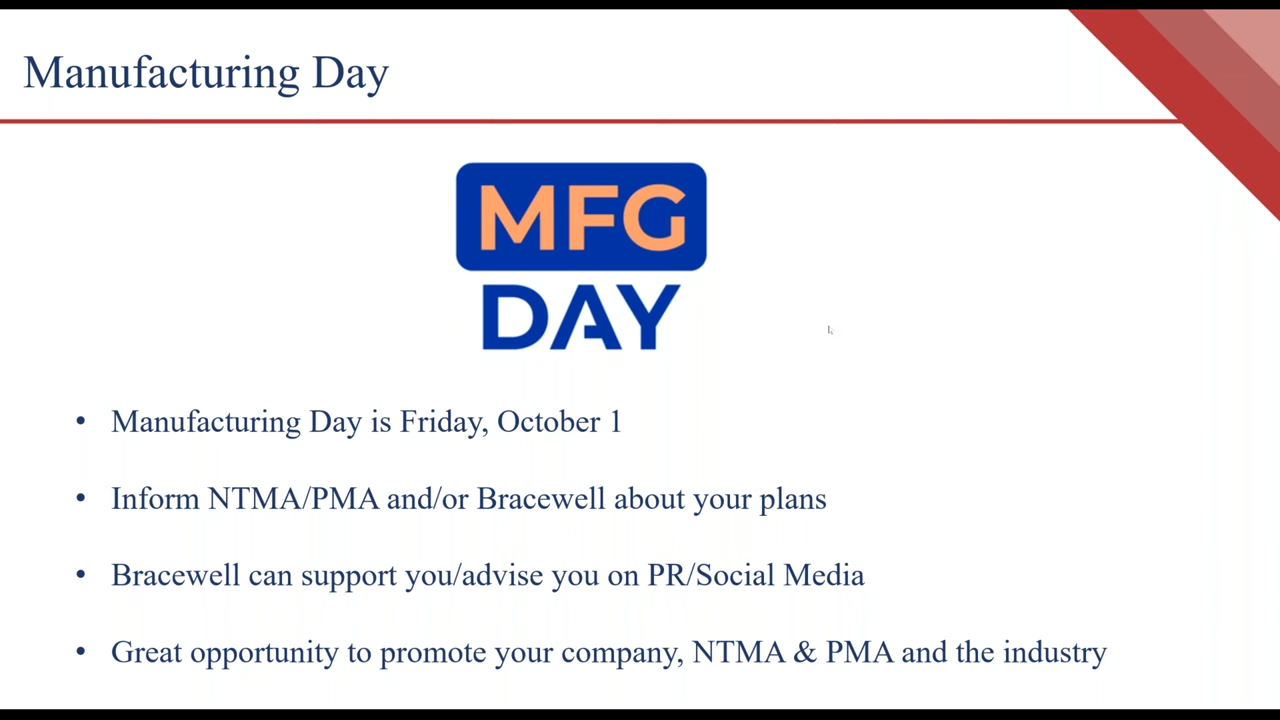 Manufacturing Day
MFG
DAY
• Manufacturing Day is Friday, October 1
• Inform NTMA/PMA and/or Bracewell about your plans
• Bracewell can support you/advise you on PR/Social Media
• Great opportunity to promote your company, NTMA & PMA and the industry